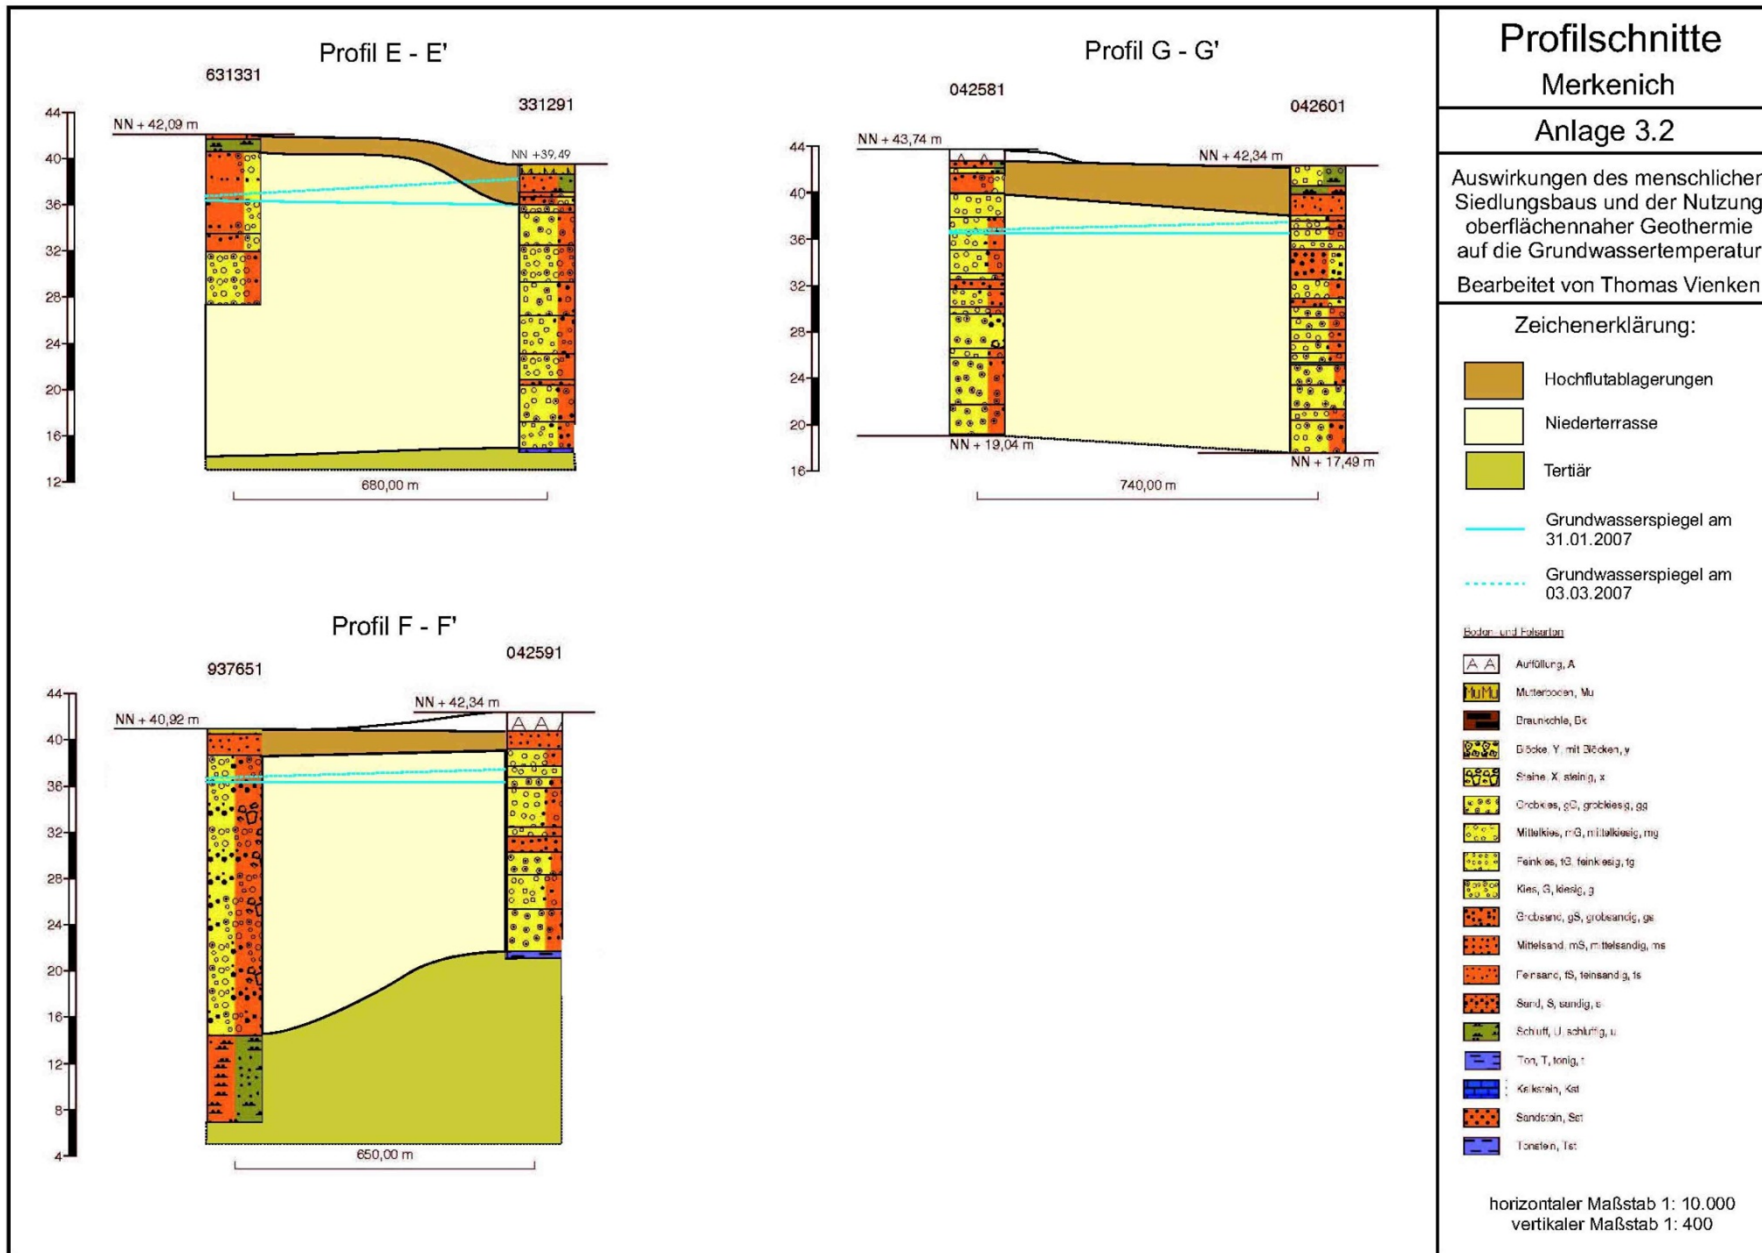 Profil E - E'
631331
331291
NN + 42,09 m
NN +39,49
44
40
36
32
28
24
20
16
12
680,00 m
Profil G - G'
042581
042601
NN + 43,74 m
NN + 42,34 m
44
40
36
32
28
24
20
16
NN + 19,04 m
NN + 17,49 m
740,00 m
Profil F - F'
937651
042591
NN + 40,92 m
NN + 42,34 m
44
40
36
32
28
24
20
16
12
8
4
650,00 m
Profilschnitte
Merkenich
Anlage 3.2
Auswirkungen des menschlichen
Siedlungsbaus und der Nutzung
oberflächennaher Geothermie
auf die Grundwassertemperatur
Bearbeitet von Thomas Vienken
Zeichenerklärung:
Hochflutablagerungen
Niederterrasse
Tertiär
Grundwasserspiegel am
31.01.2007
Grundwasserspiegel am
03.03.2007
Boden- und Felsarten
A A Auffüllung, A
MuMu Mutterboden, Mu
Braunkohle, Bk
Blöcke, Y, mit Blöcken, y
Steine, X, steinig, x
Grobkies, gG, grobkiesig, gg
Mittelkies, mG, mittelkiesig, mg
Feinkies, fG, feinkiesig, fg
Kies, G, kiesig, g
Grobsand, gS, grobsandig, gs
Mittelsand, mS, mittelsandig, ms
Feinsand, fS, feinsandig, fs
Sand, S, sandig, s
Schluff, U, schluffig, u
Ton, T, tonig, t
Kalkstein, Kst
Sandstein, Sst
Tonstein, Tst
horizontaler Maßstab 1: 10.000
vertikaler Maßstab 1: 400